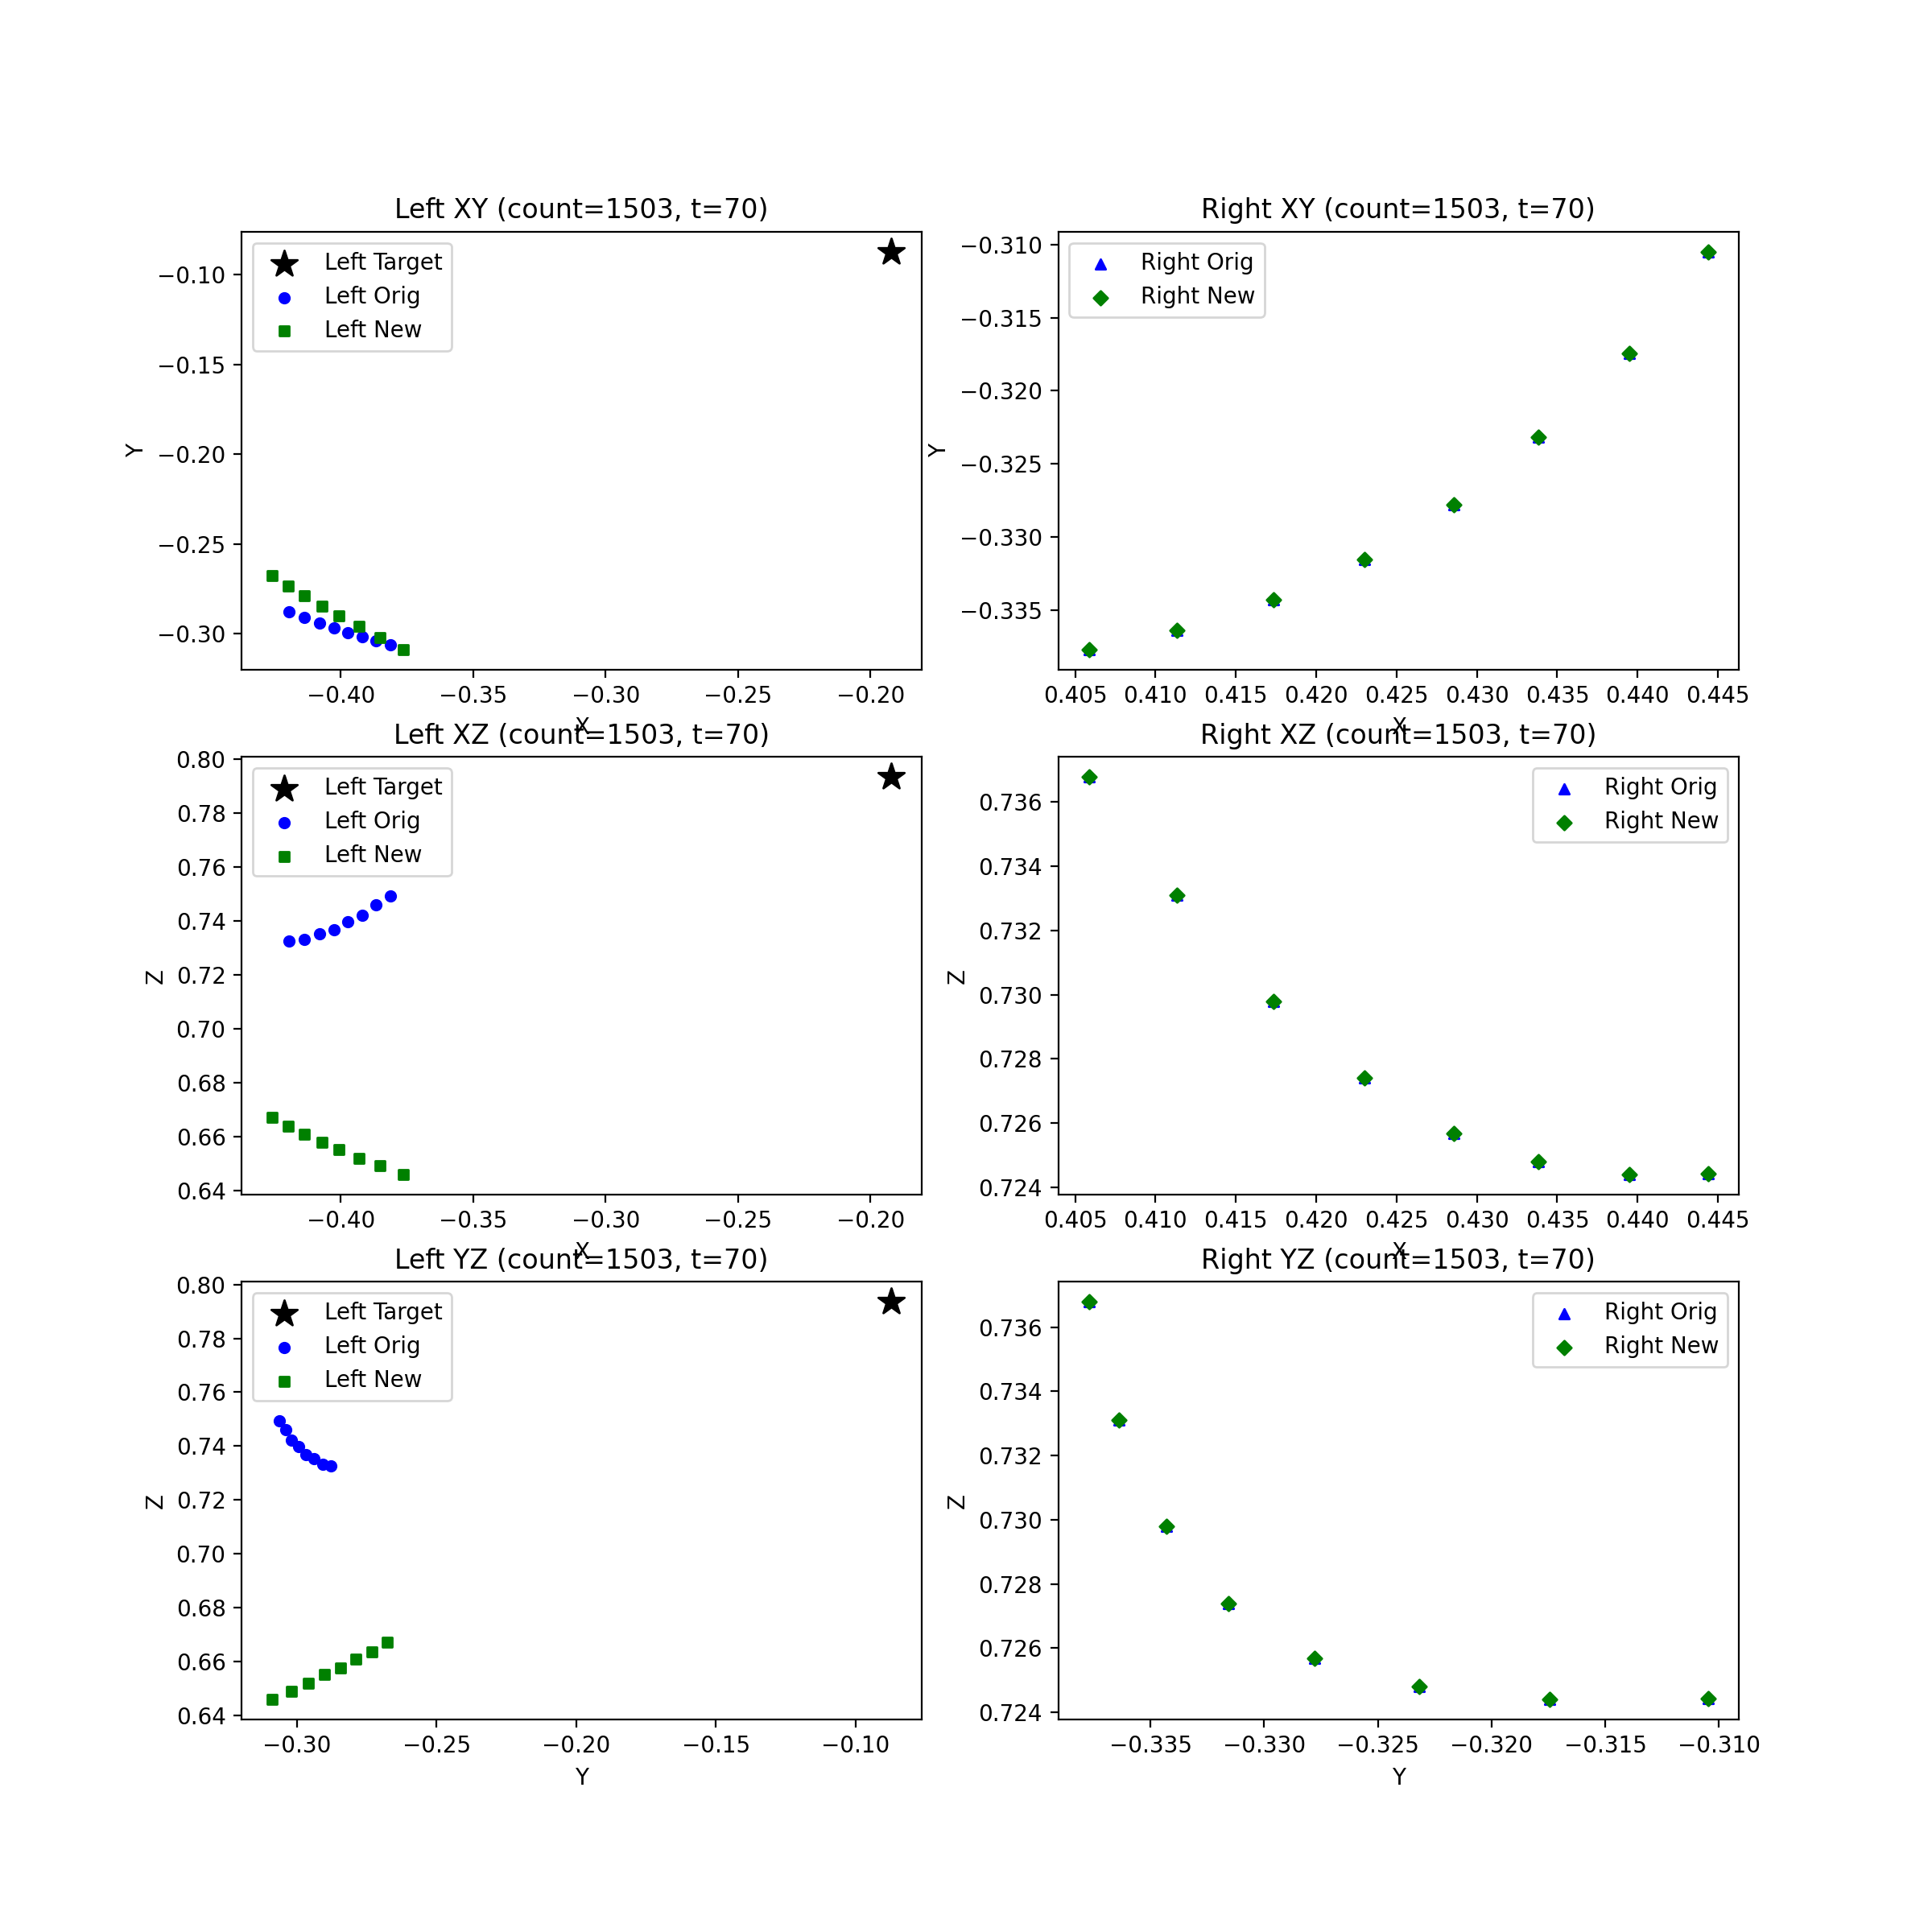 Left XY (count=1503, t=70)
Left Target
Left Orig
Left New
−0.10
−0.15
−0.20
−0.25
−0.30
Y
−0.40 −0.35 −0.30 −0.25 −0.20
X
Right XY (count=1503, t=70)
Right Orig
Right New
−0.310
−0.315
−0.320
−0.325
−0.330
−0.335
Y
0.405 0.410 0.415 0.420 0.425 0.430 0.435 0.440 0.445
X
Left XZ (count=1503, t=70)
Left Target
Left Orig
Left New
0.80
0.78
0.76
0.74
0.72
0.70
0.68
0.66
0.64
Z
−0.40 −0.35 −0.30 −0.25 −0.20
X
Right XZ (count=1503, t=70)
Right Orig
Right New
0.736
0.734
0.732
0.730
0.728
0.726
0.724
Z
0.405 0.410 0.415 0.420 0.425 0.430 0.435 0.440 0.445
X
Left YZ (count=1503, t=70)
Left Target
Left Orig
Left New
0.80
0.78
0.76
0.74
0.72
0.70
0.68
0.66
0.64
Z
−0.30 −0.25 −0.20 −0.15 −0.10
Y
Right YZ (count=1503, t=70)
Right Orig
Right New
0.736
0.734
0.732
0.730
0.728
0.726
0.724
Z
−0.335 −0.330 −0.325 −0.320 −0.315 −0.310
Y